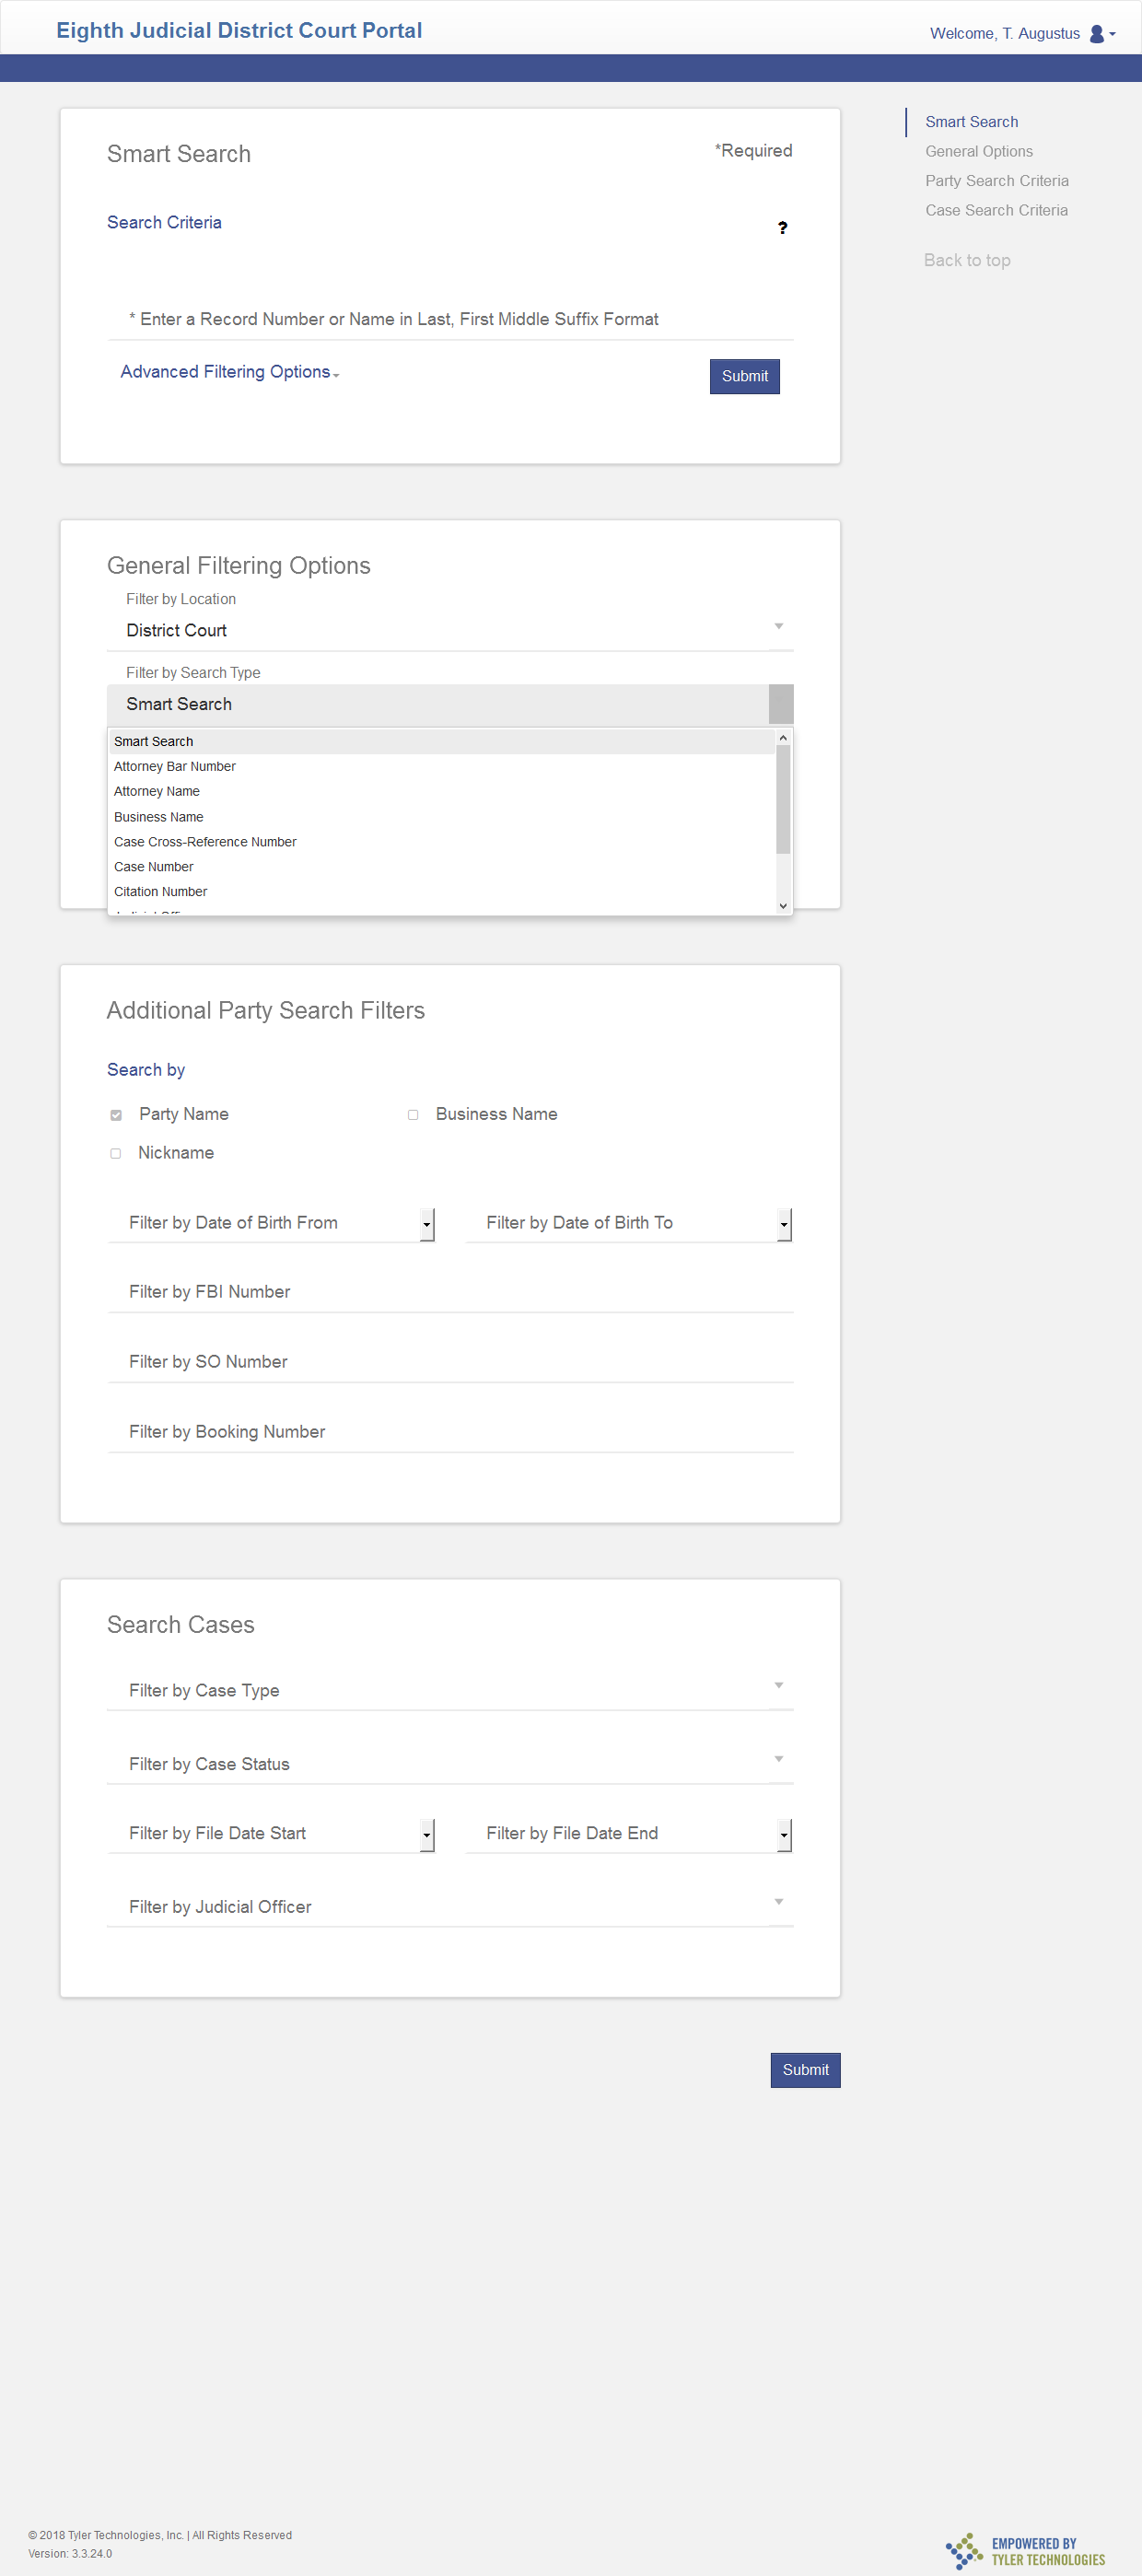 Eighth Judicial District Court Portal
Welcome, T. Augustus
Smart Search
*Required
Search Criteria
?
* Enter a Record Number or Name in Last, First Middle Suffix Format
Advanced Filtering Options
Submit
Smart Search
General Options
Party Search Criteria
Case Search Criteria
Back to top
General Filtering Options
Filter by Location
District Court
Filter by Search Type
Smart Search
Smart Search
Attorney Bar Number
Attorney Name
Business Name
Case Cross-Reference Number
Case Number
Citation Number
Additional Party Search Filters
Search by
Party Name
Business Name
Nickname
Filter by Date of Birth From
Filter by Date of Birth To
Filter by FBI Number
Filter by SO Number
Filter by Booking Number
Search Cases
Filter by Case Type
Filter by Case Status
Filter by File Date Start
Filter by File Date End
Filter by Judicial Officer
Submit
© 2018 Tyler Technologies, Inc. | All Rights Reserved
Version: 3.3.24.0
EMPOWERED BY
TYLER TECHNOLOGIES